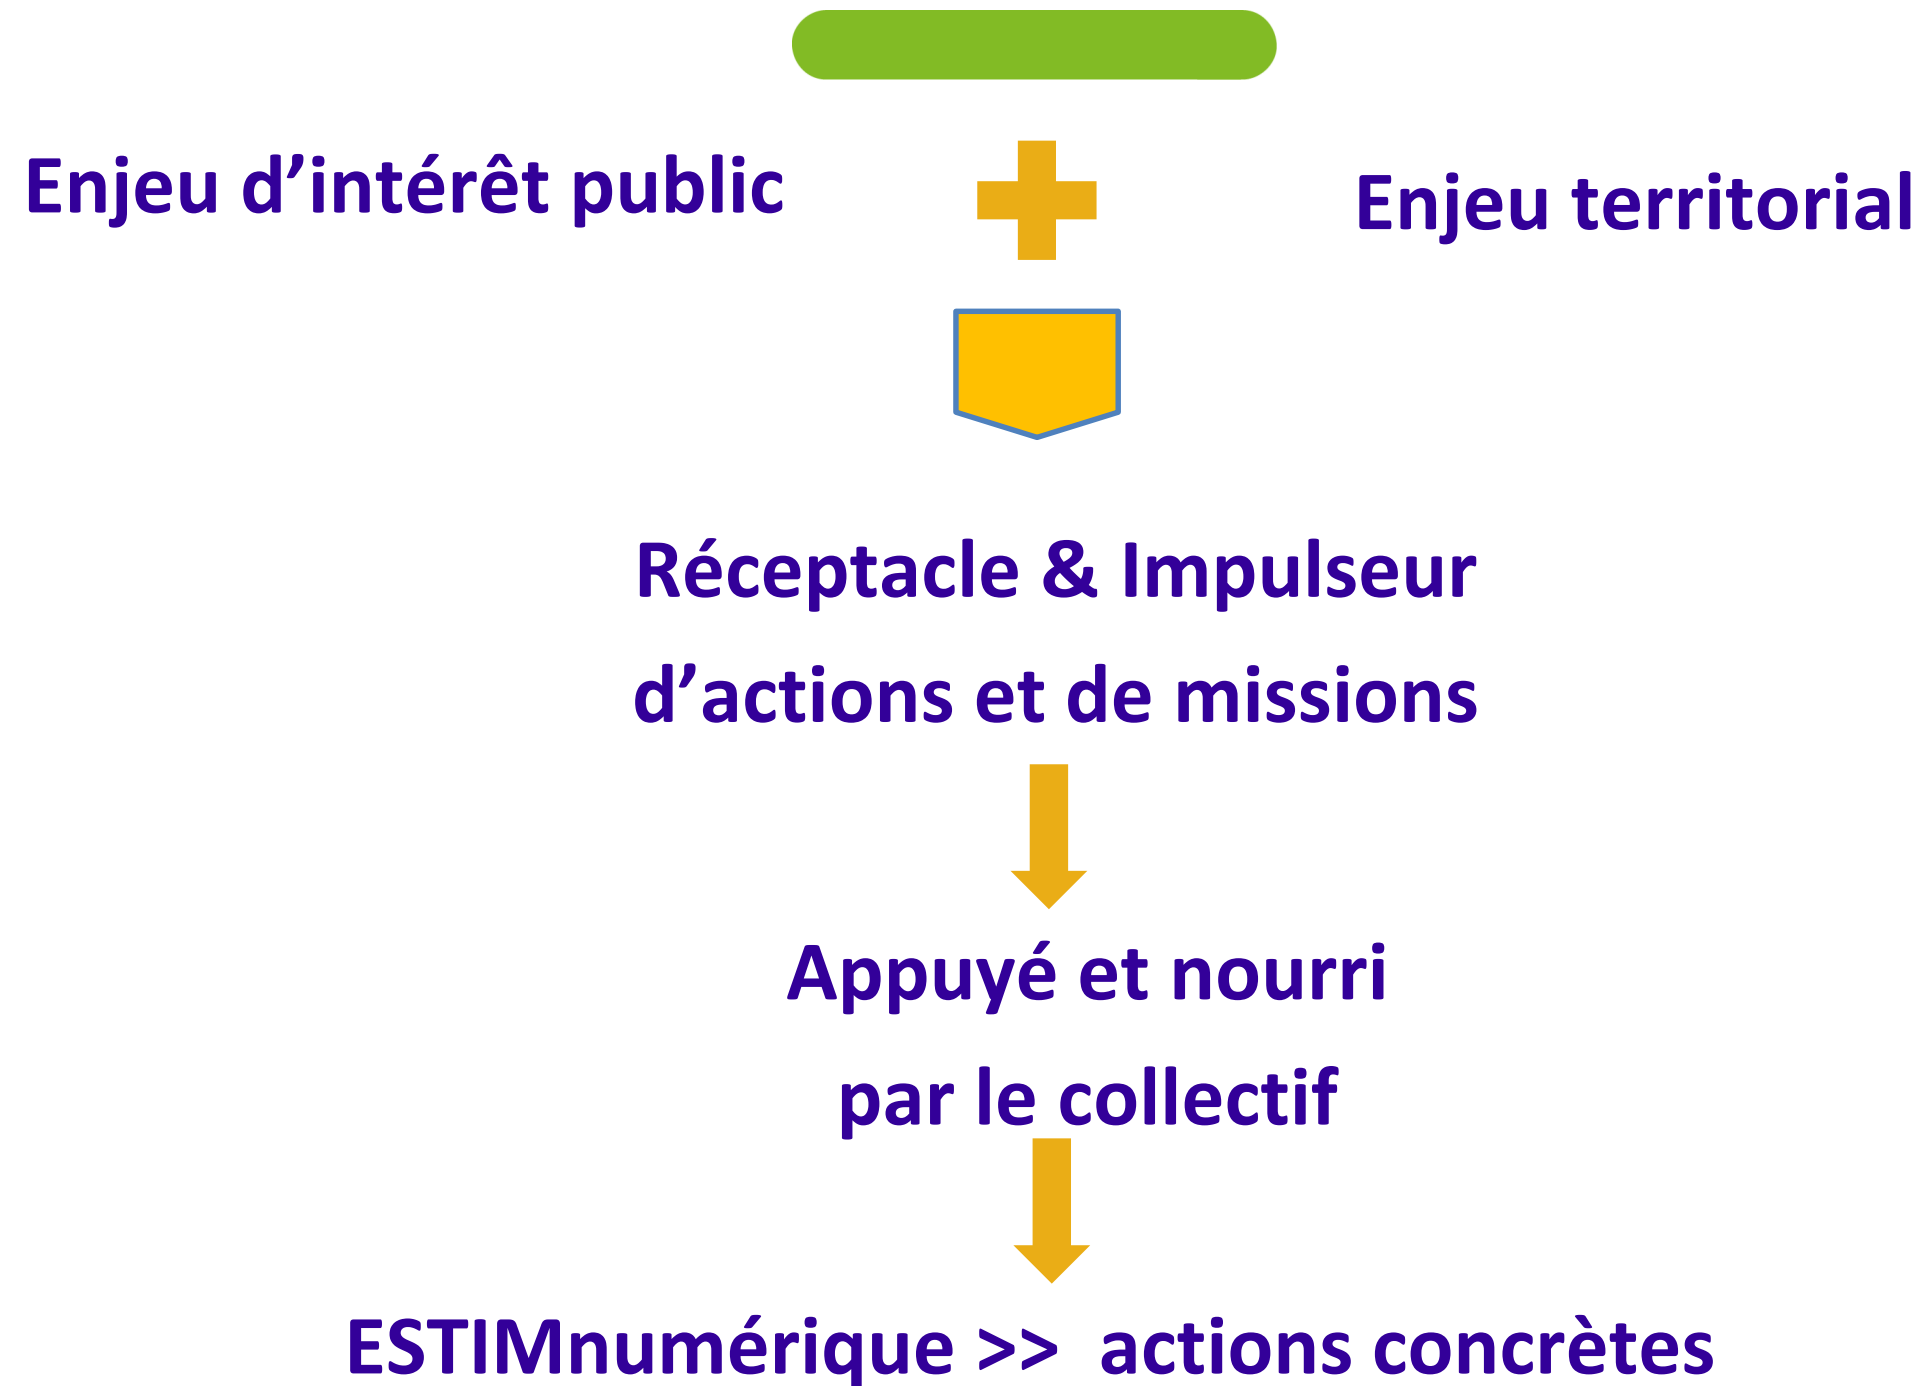 Enjeu d’intérêt public
Enjeu territorial
Réceptacle & Impulseur
d’actions et de missions
Appuyé et nourri
par le collectif
ESTIMnumérique >> actions concrètes